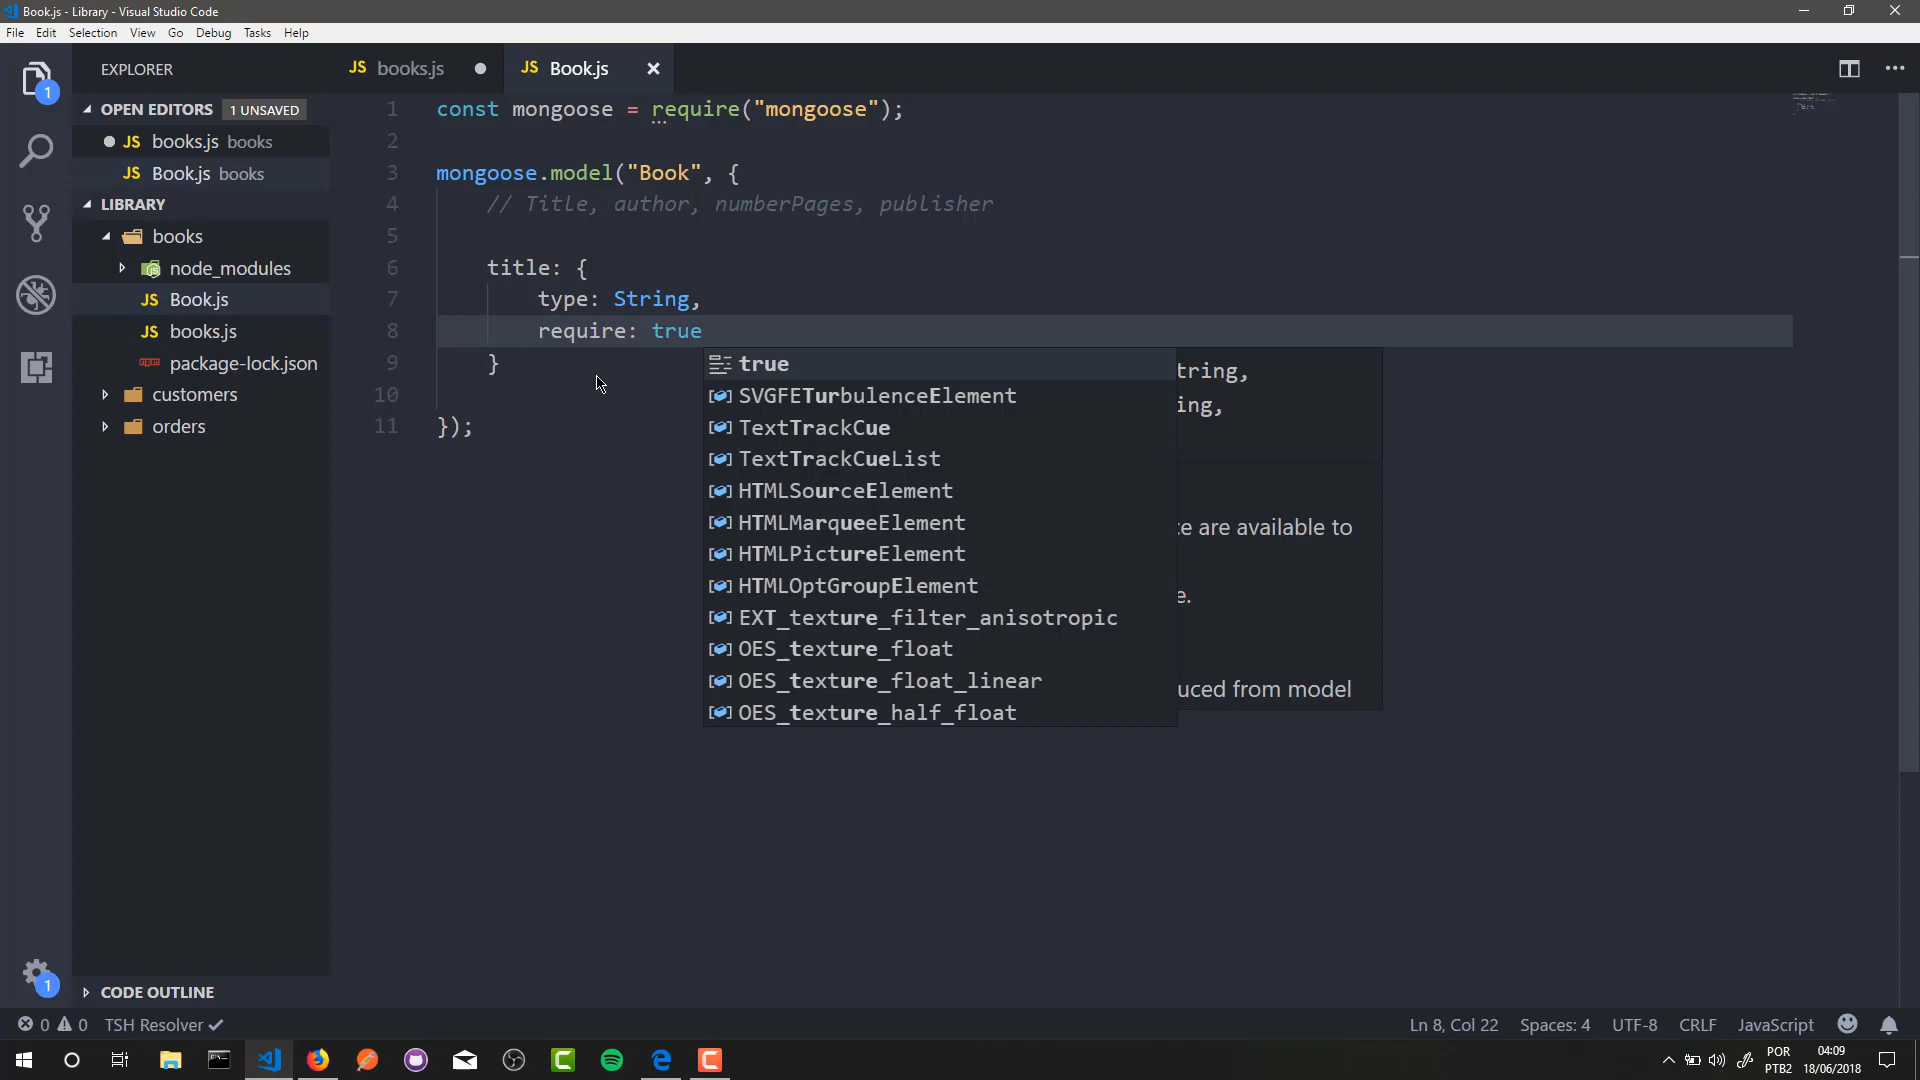 Book.js - Library - Visual Studio Code
File Edit Selection View Go Debug Tasks Help
1
EXPLORER
JS books.js
JS Book.js
OPEN EDITORS 1 UNSAVED
JS books.js books
JS Book.js books
LIBRARY
books
node_modules
JS Book.js
JS books.js
package-lock.json
customers
orders
1 const mongoose = require("mongoose");
2
3 mongoose.model("Book", {
4 // Title, author, numberPages, publisher
5
6 title: {
7 type: String,
8 require: true
9 }
10
11 });
true
SVGFETurbulenceElement
TextTrackCue
TextTrackCueList
HTMLSourceElement
HTMLMarqueeElement
HTMLPictureElement
HTMLOptGroupElement
EXT_texture_filter_anisotropic
OES_texture_float
OES_texture_float_linear
OES_texture_half_float
tring,
ing,
ce are available to
e.
uced from model
1
CODE OUTLINE
0 0 TSH Resolver
Ln 8, Col 22 Spaces: 4 UTF-8 CRLF JavaScript
POR
PTB2
04:09
18/06/2018